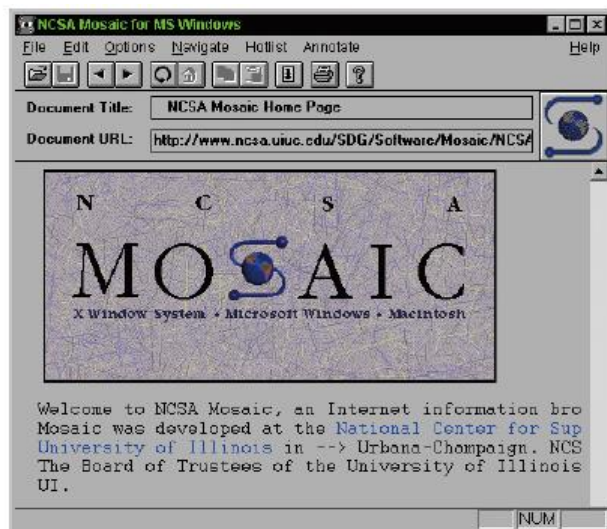 NCSA Mosaic for MS Windows
File Edit Options Navigate Hotlist Annotate Help
Document Title: NCSA Mosaic Home Page
Document URL: http://www.ncsa.uiuc.edu/SDG/Software/Mosaic/NCSA
N C S A
MOSAIC
X Window System • Microsoft Windows • Macintosh
Welcome to NCSA Mosaic, an Internet information bro
Mosaic was developed at the National Center for Sup
University of Illinois in --> Urbana-Champaign. NCS
The Board of Trustees of the University of Illinois
UI.
NUM